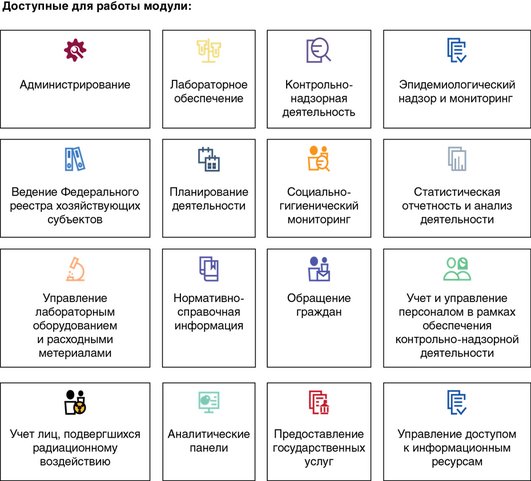 Доступные для работы модули:
Администрирование
Лабораторное
обеспечение
Контрольно-
надзорная
деятельность
Эпидемиологический
надзор и мониторинг
Ведение Федерального
реестра хозяйствующих
субъектов
Планирование
деятельности
Социально-
гигиенический
мониторинг
Статистическая
отчетность и анализ
деятельности
Управление
лабораторным
оборудованием
и расходными
метериалами
Нормативно-
справочная
информация
Обращение
граждан
Учет и управление
персоналом в рамках
обеспечения
контрольно-надзорной
деятельности
Учет лиц, подвергшихся
радиационному
воздействию
Аналитические
панели
Предоставление
государственных
услуг
Управление доступом
к информационным
ресурсам